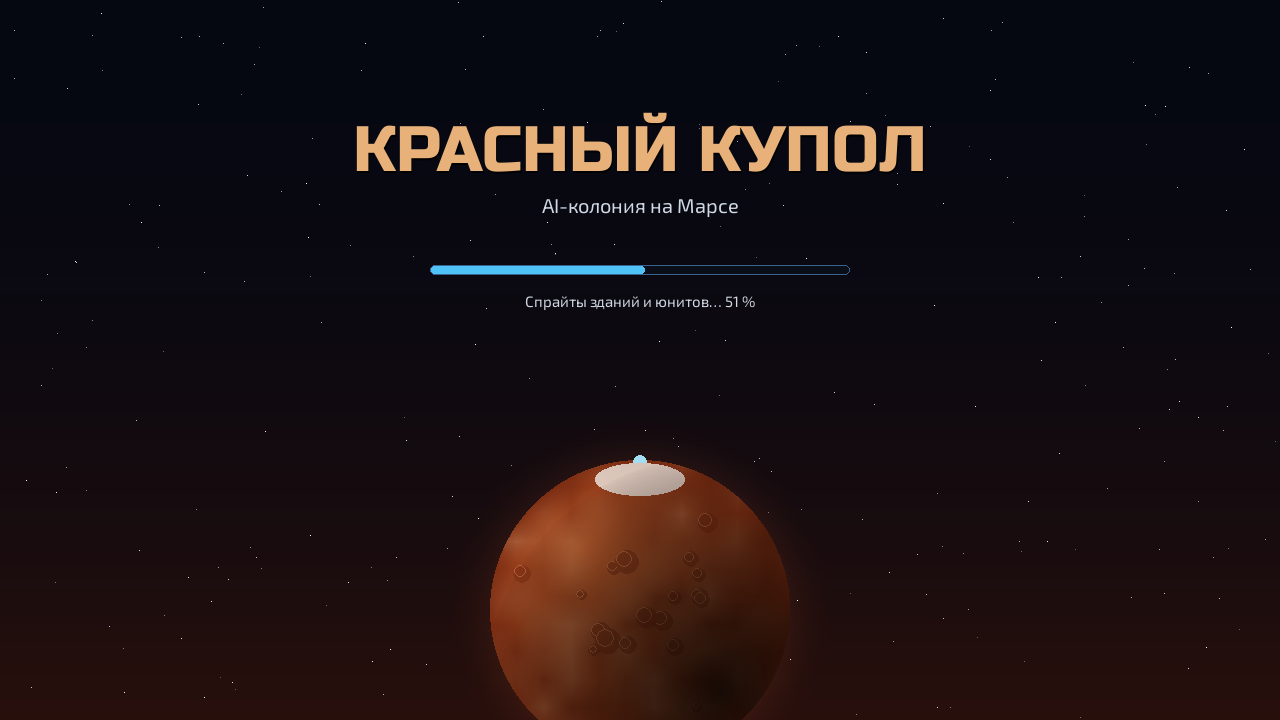 КРАСНЫЙ КУПОЛ
AI-колония на Марсе
Спрайты зданий и юнитов… 51 %